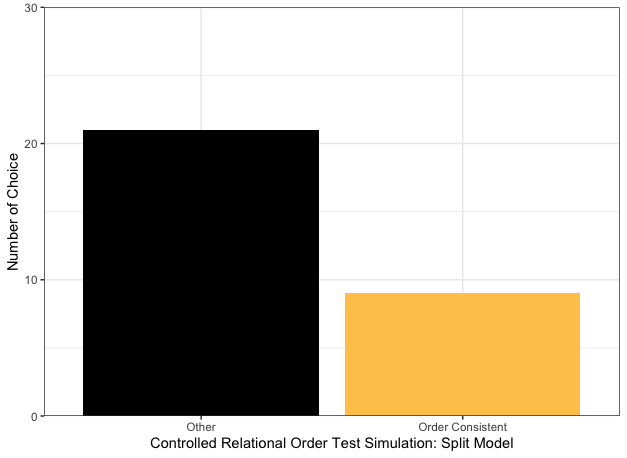 30
20
10
0
Number of Choice
Other
Order Consistent
Controlled Relational Order Test Simulation: Split Model